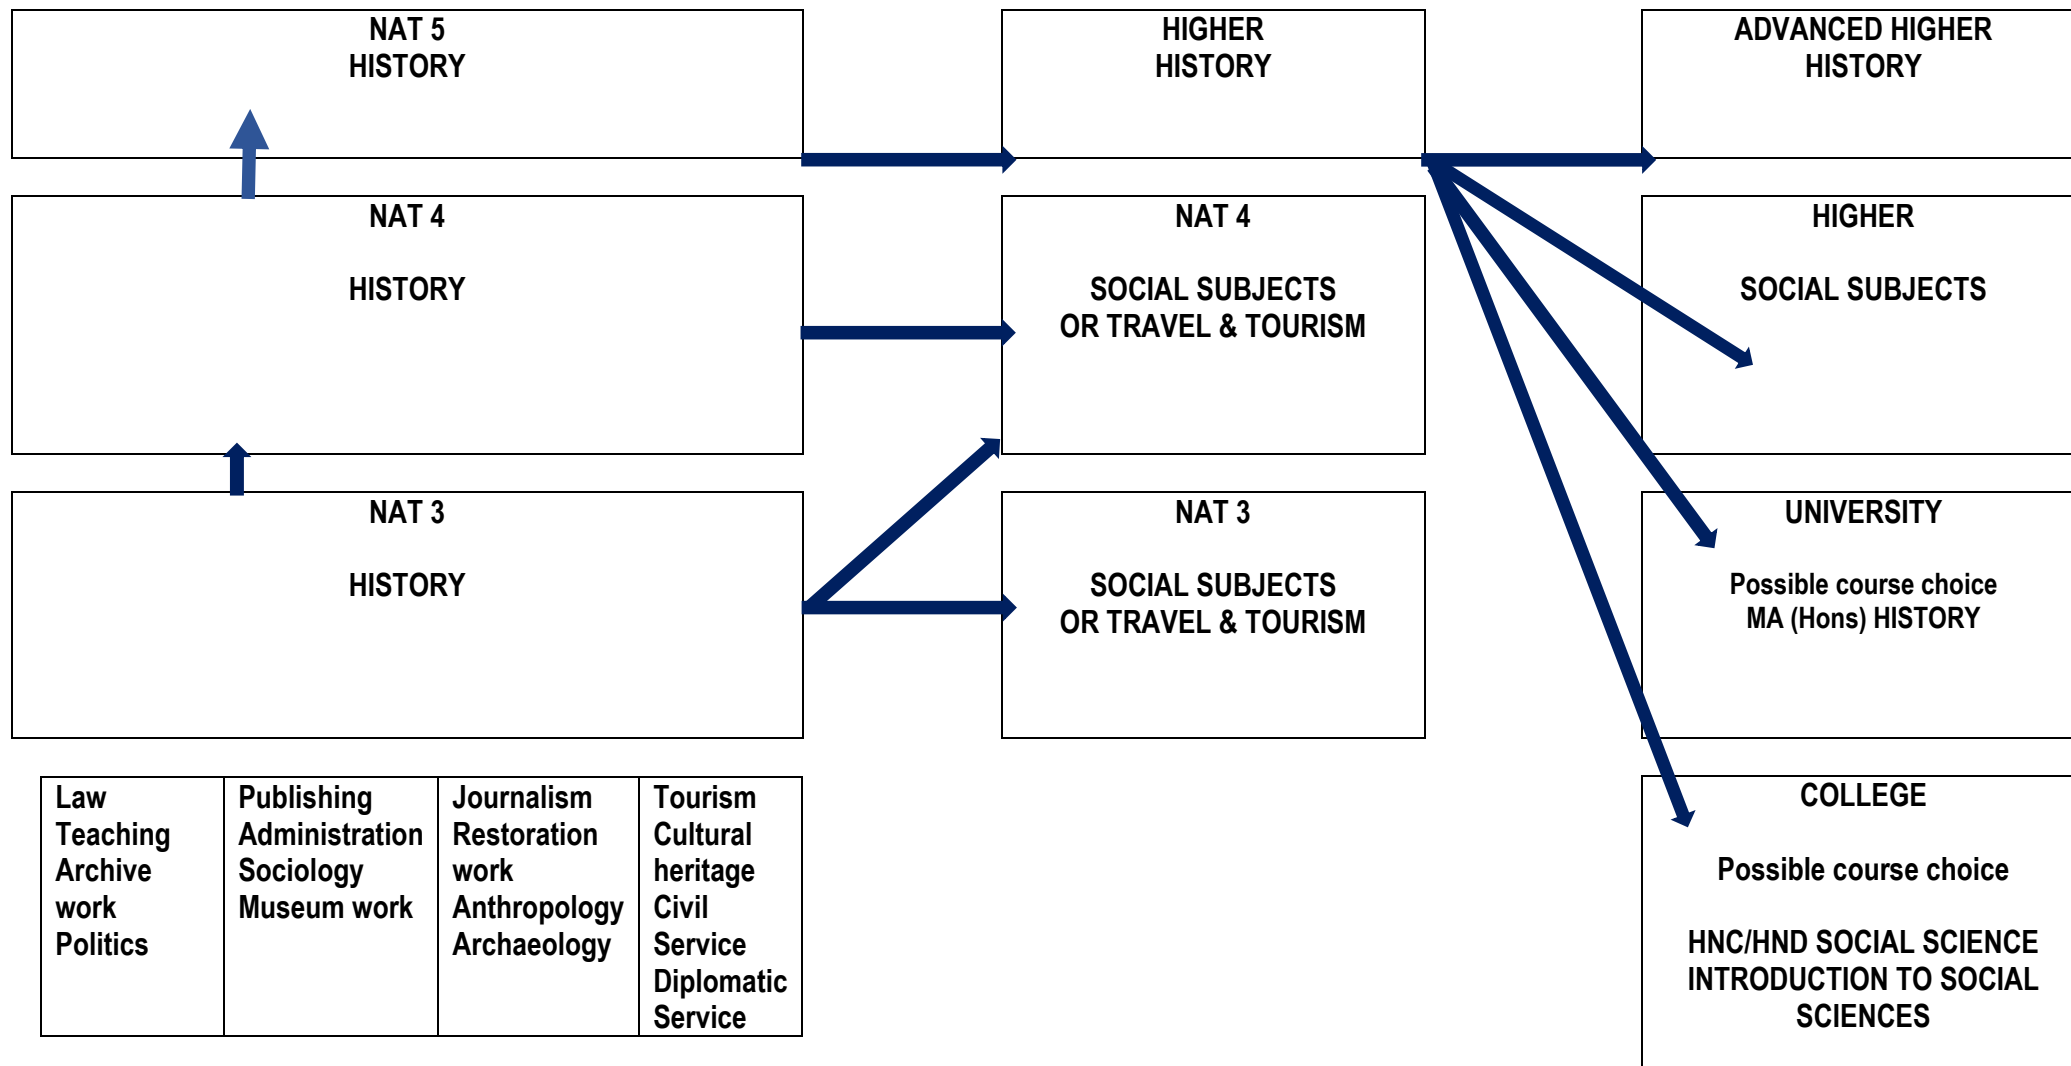 NAT 5
HISTORY
HIGHER
HISTORY
ADVANCED HIGHER
HISTORY
NAT 4
HISTORY
NAT 4
SOCIAL SUBJECTS
OR TRAVEL & TOURISM
HIGHER
SOCIAL SUBJECTS
NAT 3
HISTORY
NAT 3
SOCIAL SUBJECTS
OR TRAVEL & TOURISM
UNIVERSITY
Possible course choice
MA (Hons) HISTORY
Law
Teaching
Archive
work
Politics
Publishing
Administration
Sociology
Museum work
Journalism
Restoration
work
Anthropology
Archaeology
Tourism
Cultural
heritage
Civil
Service
Diplomatic
Service
COLLEGE
Possible course choice
HNC/HND SOCIAL SCIENCE
INTRODUCTION TO SOCIAL
SCIENCES